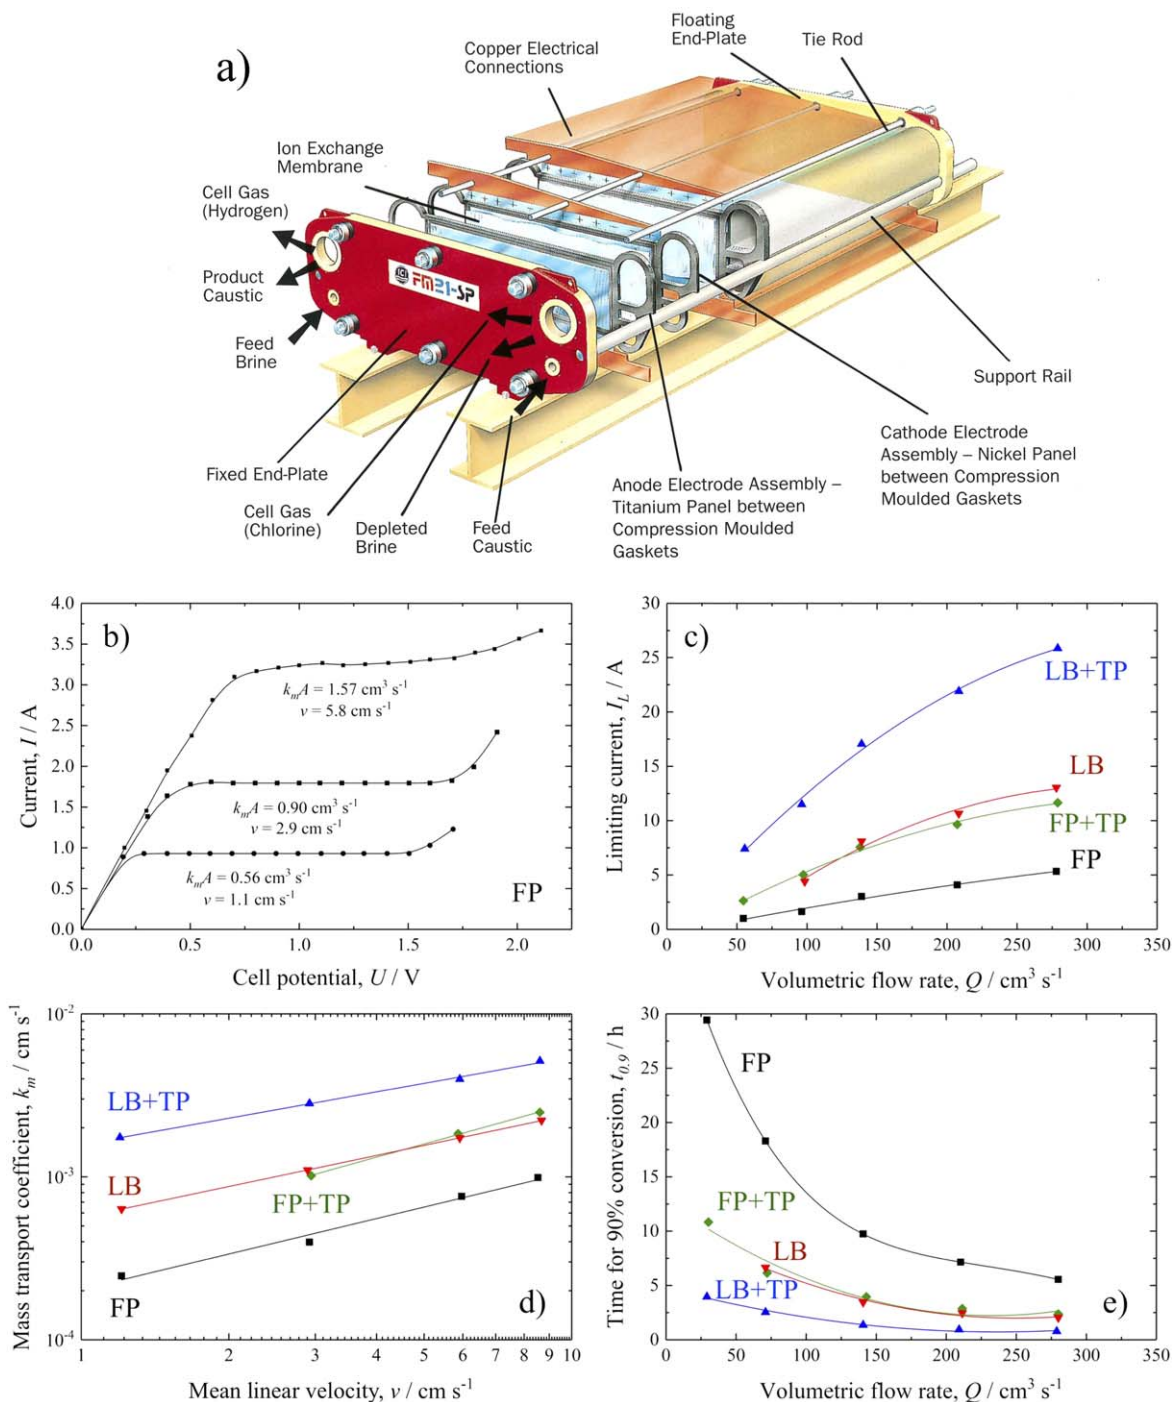 a)
Copper Electrical
Connections
Floating
End-Plate
Tie Rod
Ion Exchange
Membrane
Cell Gas
(Hydrogen)
Product
Caustic
Feed
Brine
ICI
FM21-SP
Fixed End-Plate
Cell Gas
(Chlorine)
Depleted
Brine
Feed
Caustic
Anode Electrode Assembly –
Titanium Panel between
Compression Moulded
Gaskets
Cathode Electrode
Assembly – Nickel Panel
between Compression
Moulded Gaskets
Support Rail
b)
Current, I / A
4.0
3.5
3.0
2.5
2.0
1.5
1.0
0.5
0.0
kmA = 1.57 cm³ s⁻¹
v = 5.8 cm s⁻¹
kmA = 0.90 cm³ s⁻¹
v = 2.9 cm s⁻¹
kmA = 0.56 cm³ s⁻¹
v = 1.1 cm s⁻¹
FP
0.0 0.5 1.0 1.5 2.0
Cell potential, U / V
c)
Limiting current, IL / A
30
25
20
15
10
5
0
LB+TP
LB
FP+TP
FP
0 50 100 150 200 250 300 350
Volumetric flow rate, Q / cm³ s⁻¹
d)
Mass transport coefficient, km / cm s⁻¹
10⁻²
10⁻³
10⁻⁴
LB+TP
LB
FP+TP
FP
1 2 3 4 5 6 7 8 9 10
Mean linear velocity, v / cm s⁻¹
e)
Time for 90% conversion, t0.9 / h
30
25
20
15
10
5
0
FP
FP+TP
LB
LB+TP
0 50 100 150 200 250 300 350
Volumetric flow rate, Q / cm³ s⁻¹